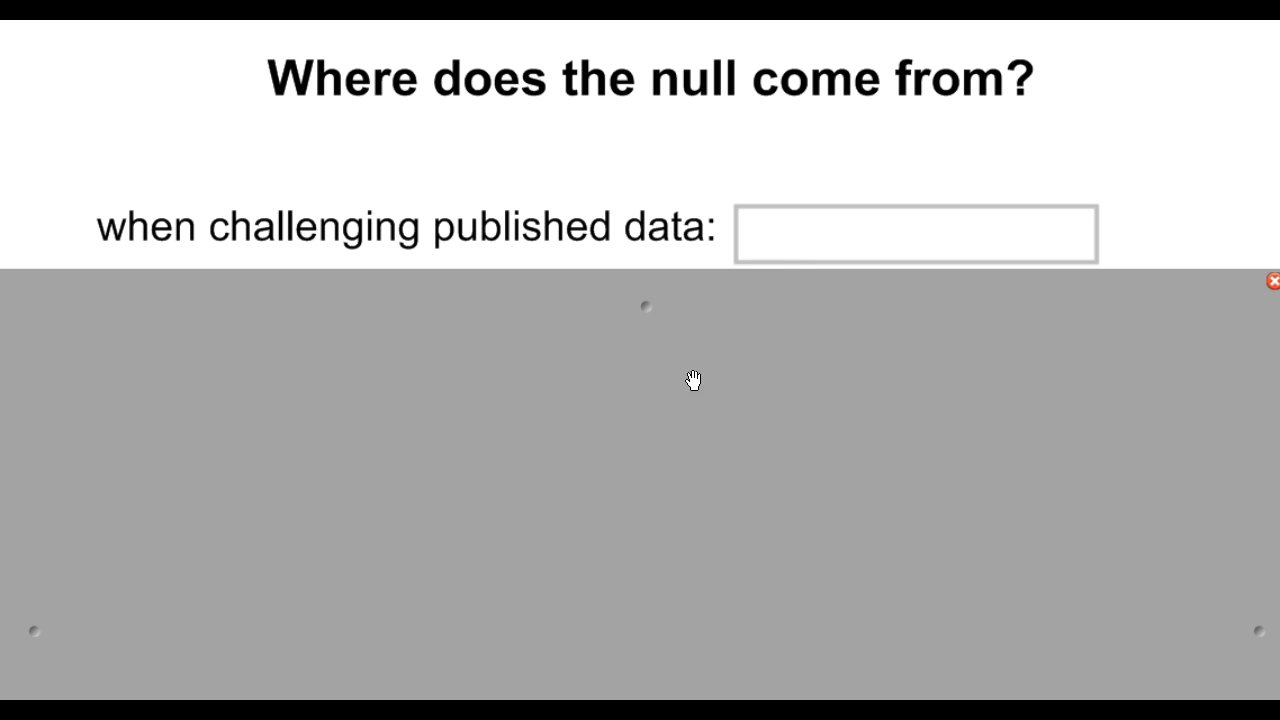 Where does the null come from?
when challenging published data: